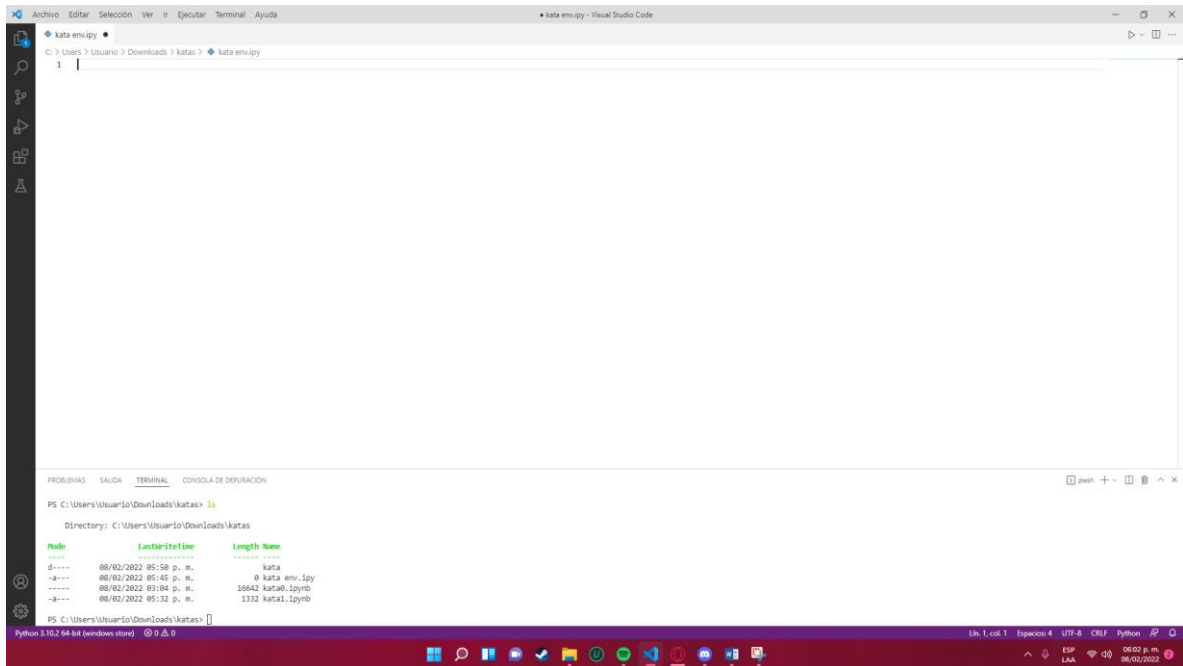 Archivo Editar Selección Ver Ir Ejecutar Terminal Ayuda
● kata env.ipy - Visual Studio Code
kata env.ipy ●
C: > Users > Usuario > Downloads > katas > kata env.ipy
1
PROBLEMAS SALIDA TERMINAL CONSOLA DE DEPURACIÓN
pwsh
PS C:\Users\Usuario\Downloads\katas> ls
Directory: C:\Users\Usuario\Downloads\katas
Mode LastWriteTime Length Name
---- ------------- ------ ----
d---- 08/02/2022 05:50 p. m. kata
-a--- 08/02/2022 05:45 p. m. 0 kata env.ipy
----- 08/02/2022 03:04 p. m. 16642 kata0.ipynb
-a--- 08/02/2022 05:32 p. m. 1332 kata1.ipynb
PS C:\Users\Usuario\Downloads\katas>
Python 3.10.2 64-bit (windows store) 0 0
Lín. 1, col. 1 Espacios: 4 UTF-8 CRLF Python
ESP
LAA
06:02 p. m.
08/02/2022
2